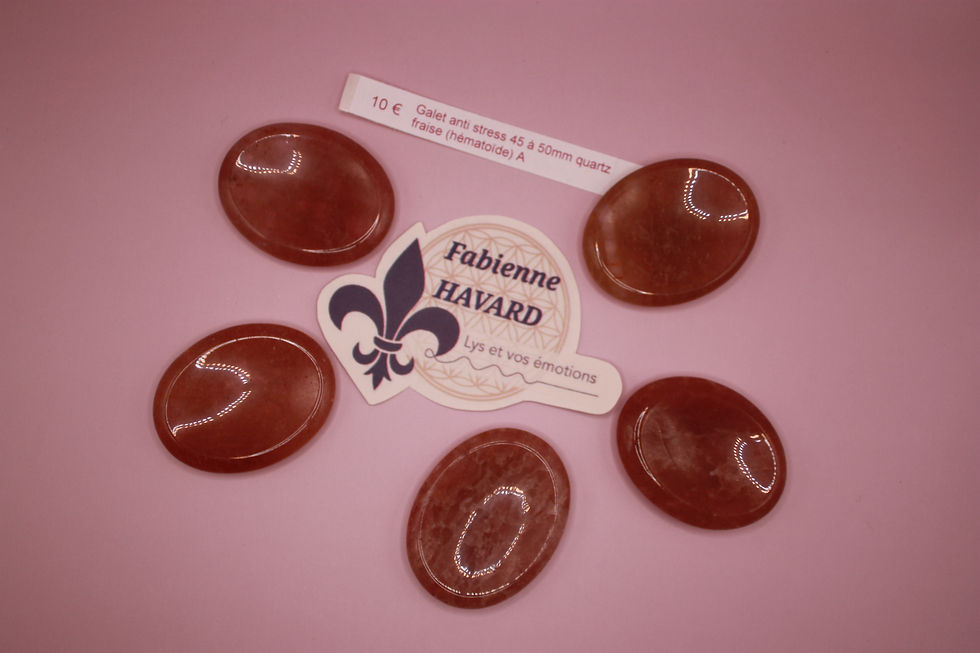 10 € Galet anti stress 45 à 50mm quartz
fraise (hématoïde) A
Fabienne
HAVARD
Lys et vos émotions